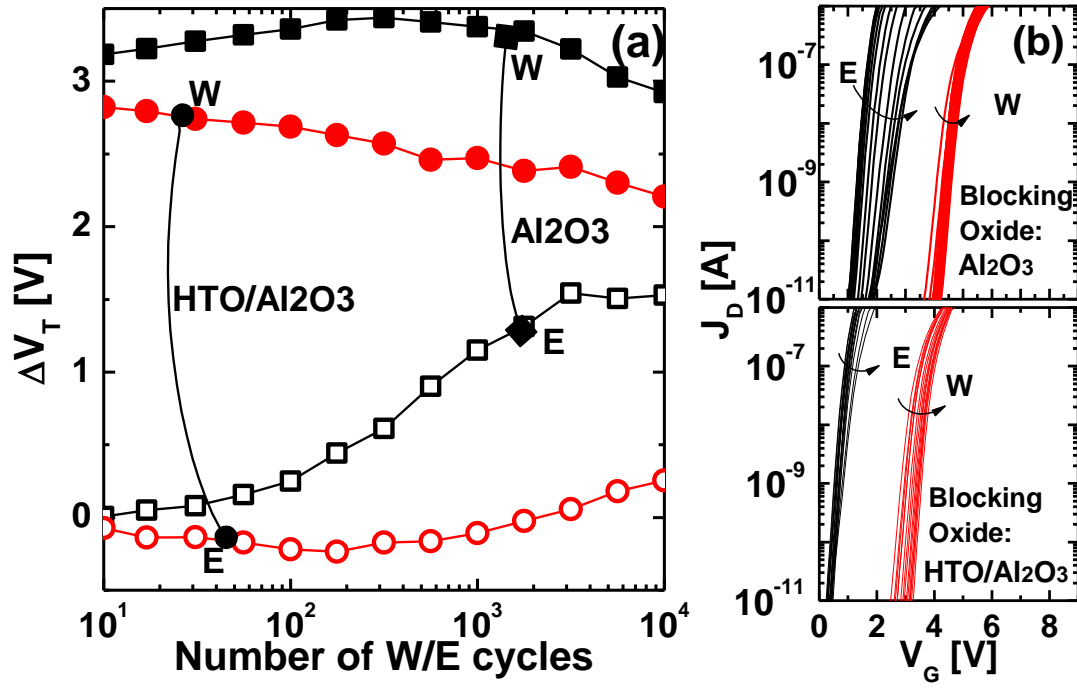 (a)
3
2
1
0
ΔV_T [V]
W
W
Al2O3
HTO/Al2O3
E
E
10^1
10^2
10^3
10^4
Number of W/E cycles
(b)
10^-7
10^-9
10^-11
E
W
Blocking
Oxide:
Al2O3
J_D [A]
10^-7
10^-9
10^-11
E
W
Blocking
Oxide:
HTO/Al2O3
0
2
4
6
8
V_G [V]